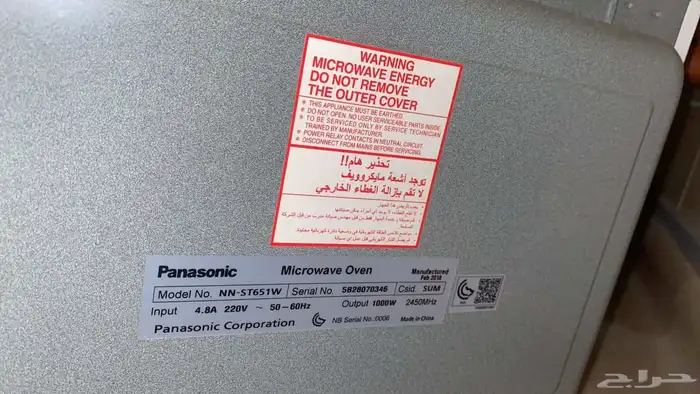 WARNING
MICROWAVE ENERGY
DO NOT REMOVE
THE OUTER COVER
* THIS APPLIANCE MUST BE EARTHED.
* DO NOT OPEN. NO USER SERVICEABLE PARTS INSIDE.
* TO BE SERVICED ONLY BY SERVICE TECHNICIAN
TRAINED BY MANUFACTURER.
* POWER RELAY CONTACTS IN NEUTRAL CIRCUIT.
* DISCONNECT FROM MAINS BEFORE SERVICING.
تحذير هام!!
توجد أشعة مايكروويف
لا تقم بإزالة الغطاء الخارجي
Panasonic Microwave Oven Manufactured Feb 2018
Model No. NN-ST651W Serial No. 5B28070346 Csid. SUM
Input 4.8A 220V ~ 50-60Hz Output 1000W 2450MHz
Panasonic Corporation NB Serial No.:0006 Made in China
حراج